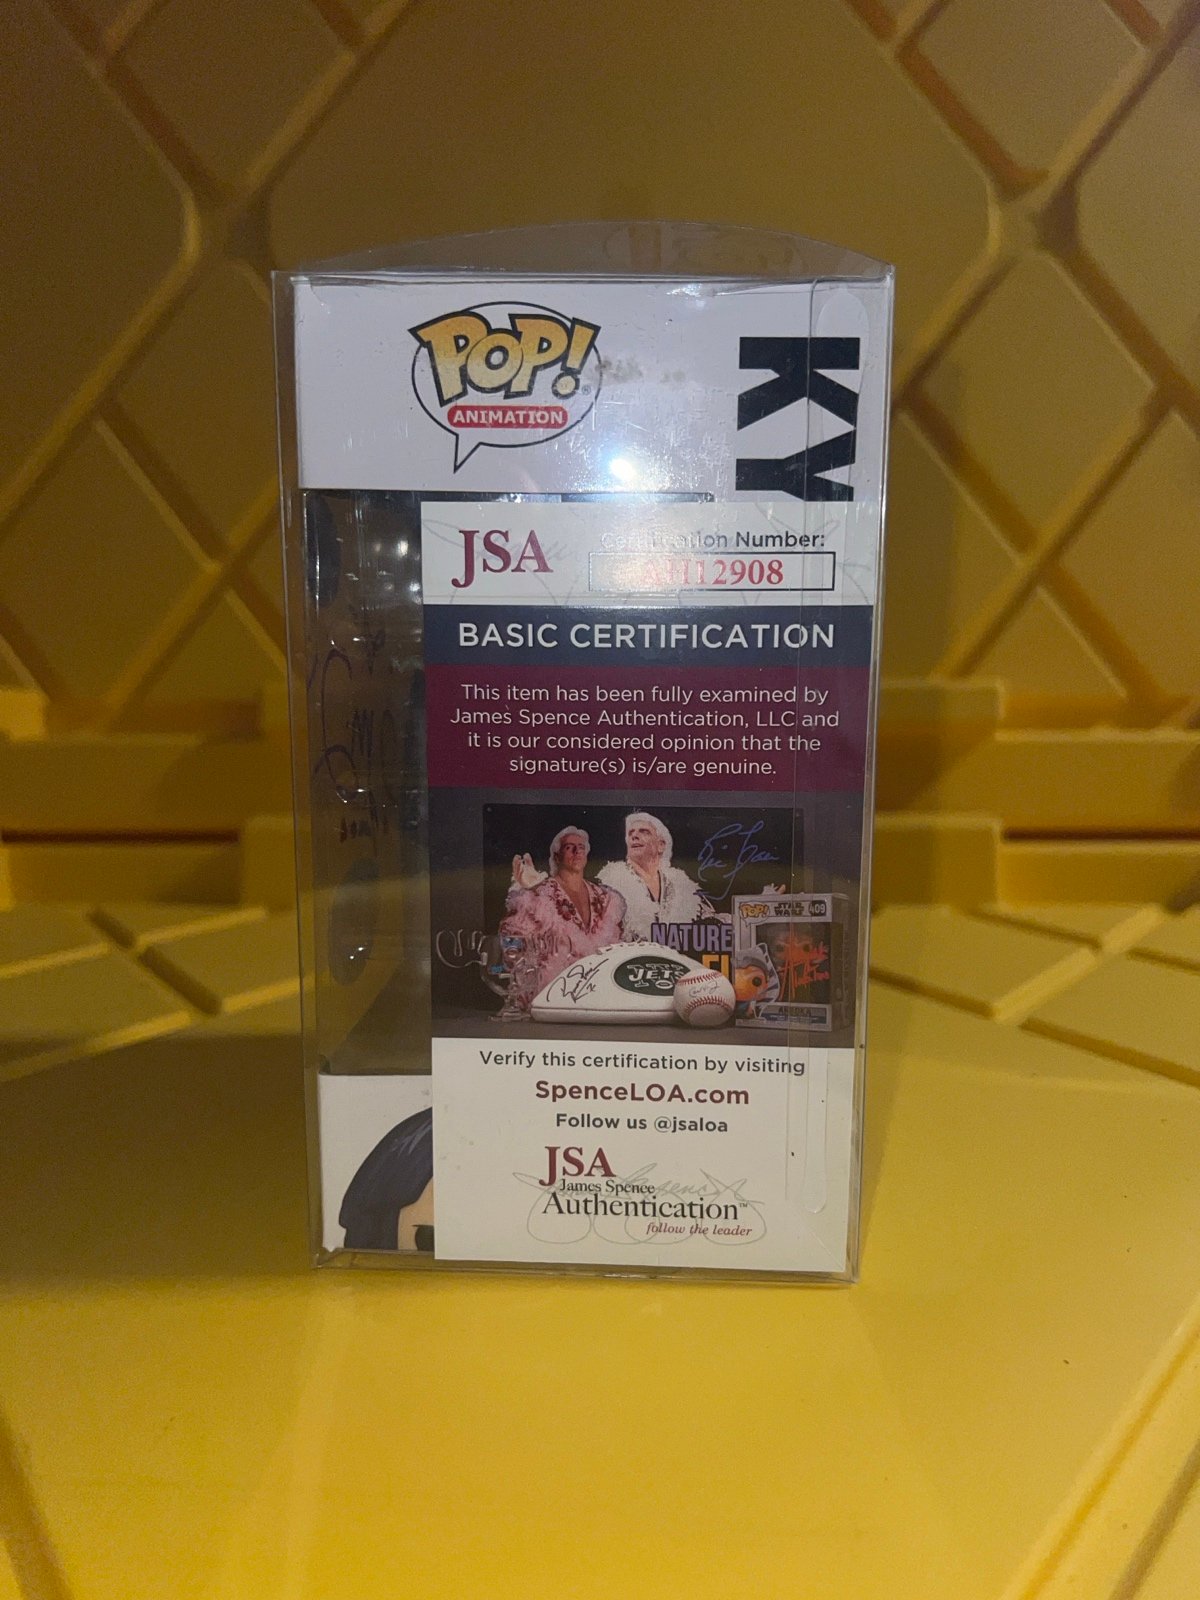 POP!
ANIMATION
KY
JSA
Certification Number:
AH12908
BASIC CERTIFICATION
This item has been fully examined by
James Spence Authentication, LLC and
it is our considered opinion that the
signature(s) is/are genuine.
NATURE
JETS
POP!
STAR
WARS
409
AHSOKA
Verify this certification by visiting
SpenceLOA.com
Follow us @jsaloa
JSA
James Spence
Authentication™
follow the leader